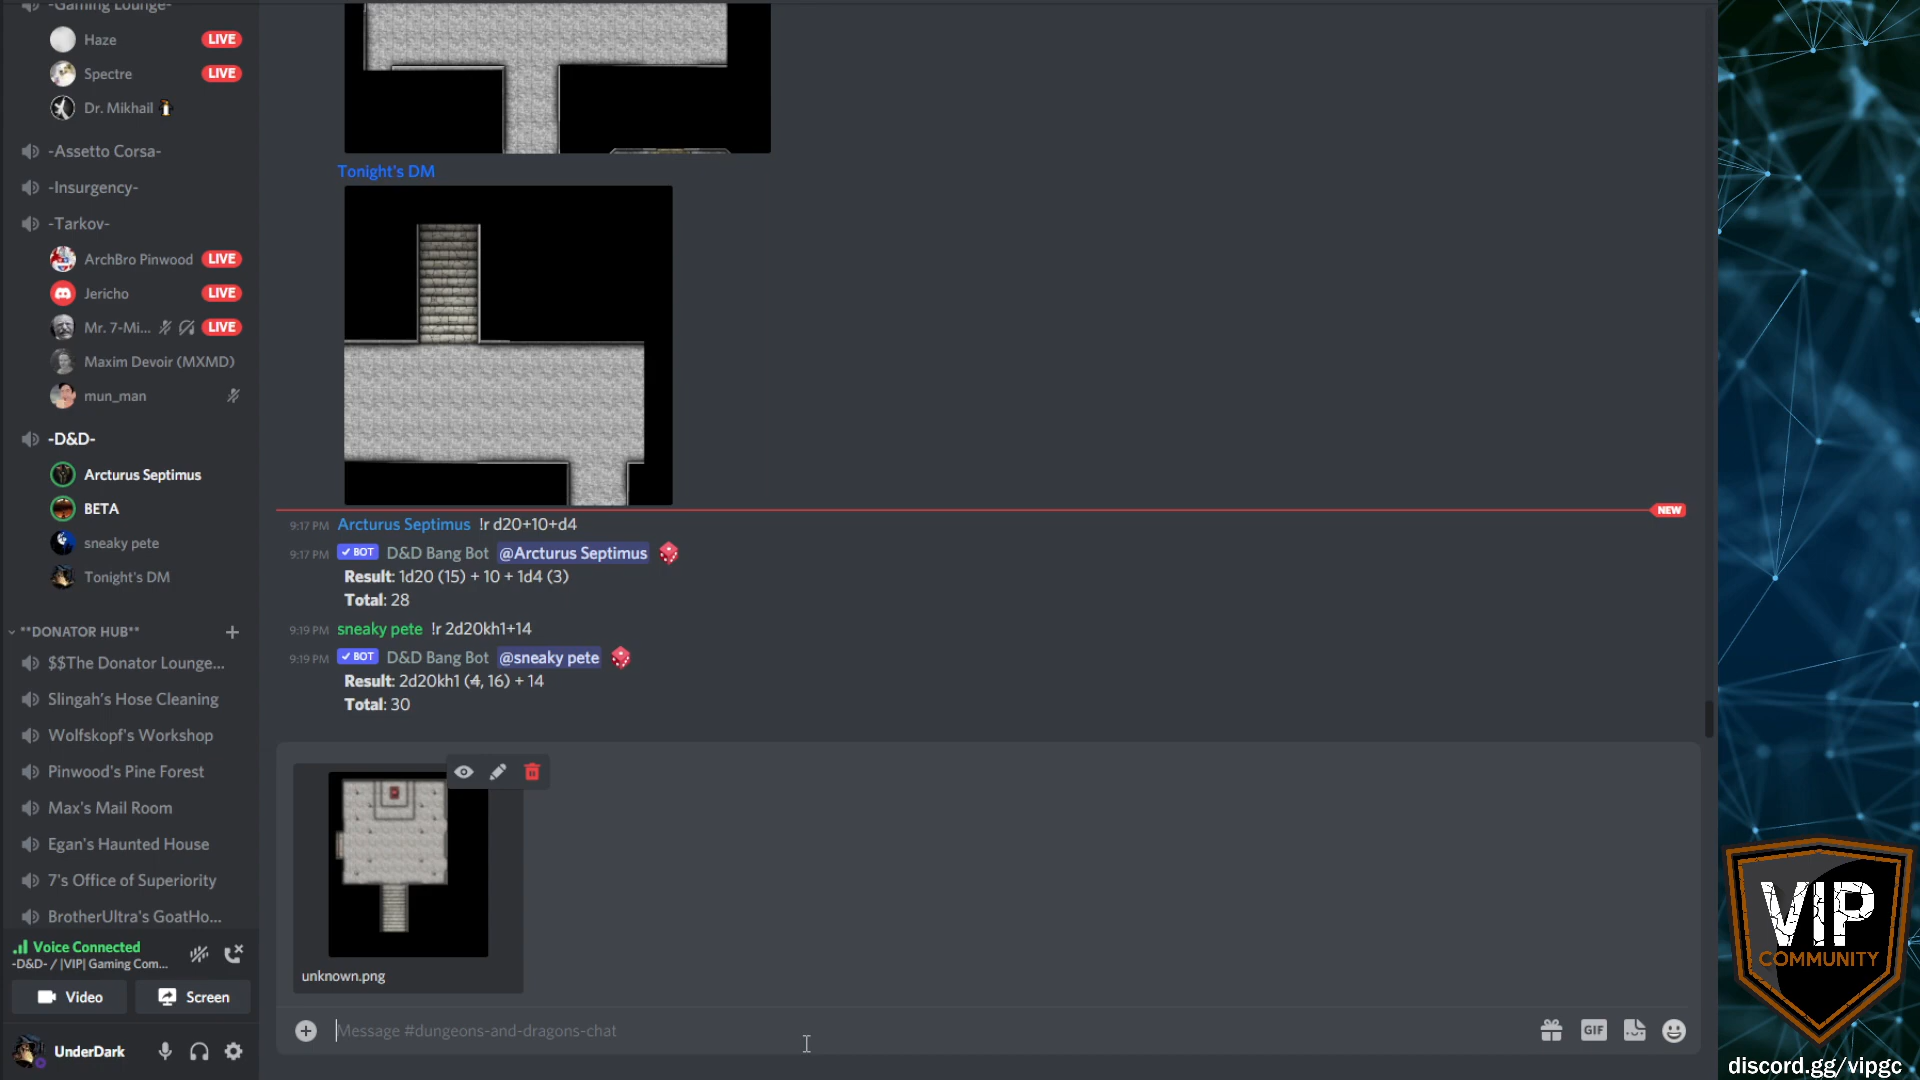 -Gaming Lounge-
Haze LIVE
Spectre LIVE
Dr. Mikhail
-Assetto Corsa-
-Insurgency-
-Tarkov-
ArchBro Pinwood LIVE
Jericho LIVE
Mr. 7-Mi... LIVE
Maxim Devoir (MXMD)
mun_man
-D&D-
Arcturus Septimus
BETA
sneaky pete
Tonight's DM
**DONATOR HUB**
$$The Donator Lounge...
Slingah's Hose Cleaning
Wolfskopf's Workshop
Pinwood's Pine Forest
Max's Mail Room
Egan's Haunted House
7's Office of Superiority
BrotherUltra's GoatHo...
Voice Connected
-D&D- / |VIP| Gaming Com...
Video Screen
UnderDark
Tonight's DM
NEW
9:17 PM Arcturus Septimus !r d20+10+d4
9:17 PM BOT D&D Bang Bot @Arcturus Septimus
Result: 1d20 (15) + 10 + 1d4 (3)
Total: 28
9:19 PM sneaky pete !r 2d20kh1+14
9:19 PM BOT D&D Bang Bot @sneaky pete
Result: 2d20kh1 (4, 16) + 14
Total: 30
unknown.png
Message #dungeons-and-dragons-chat
GIF
VIP
COMMUNITY
discord.gg/vipgc